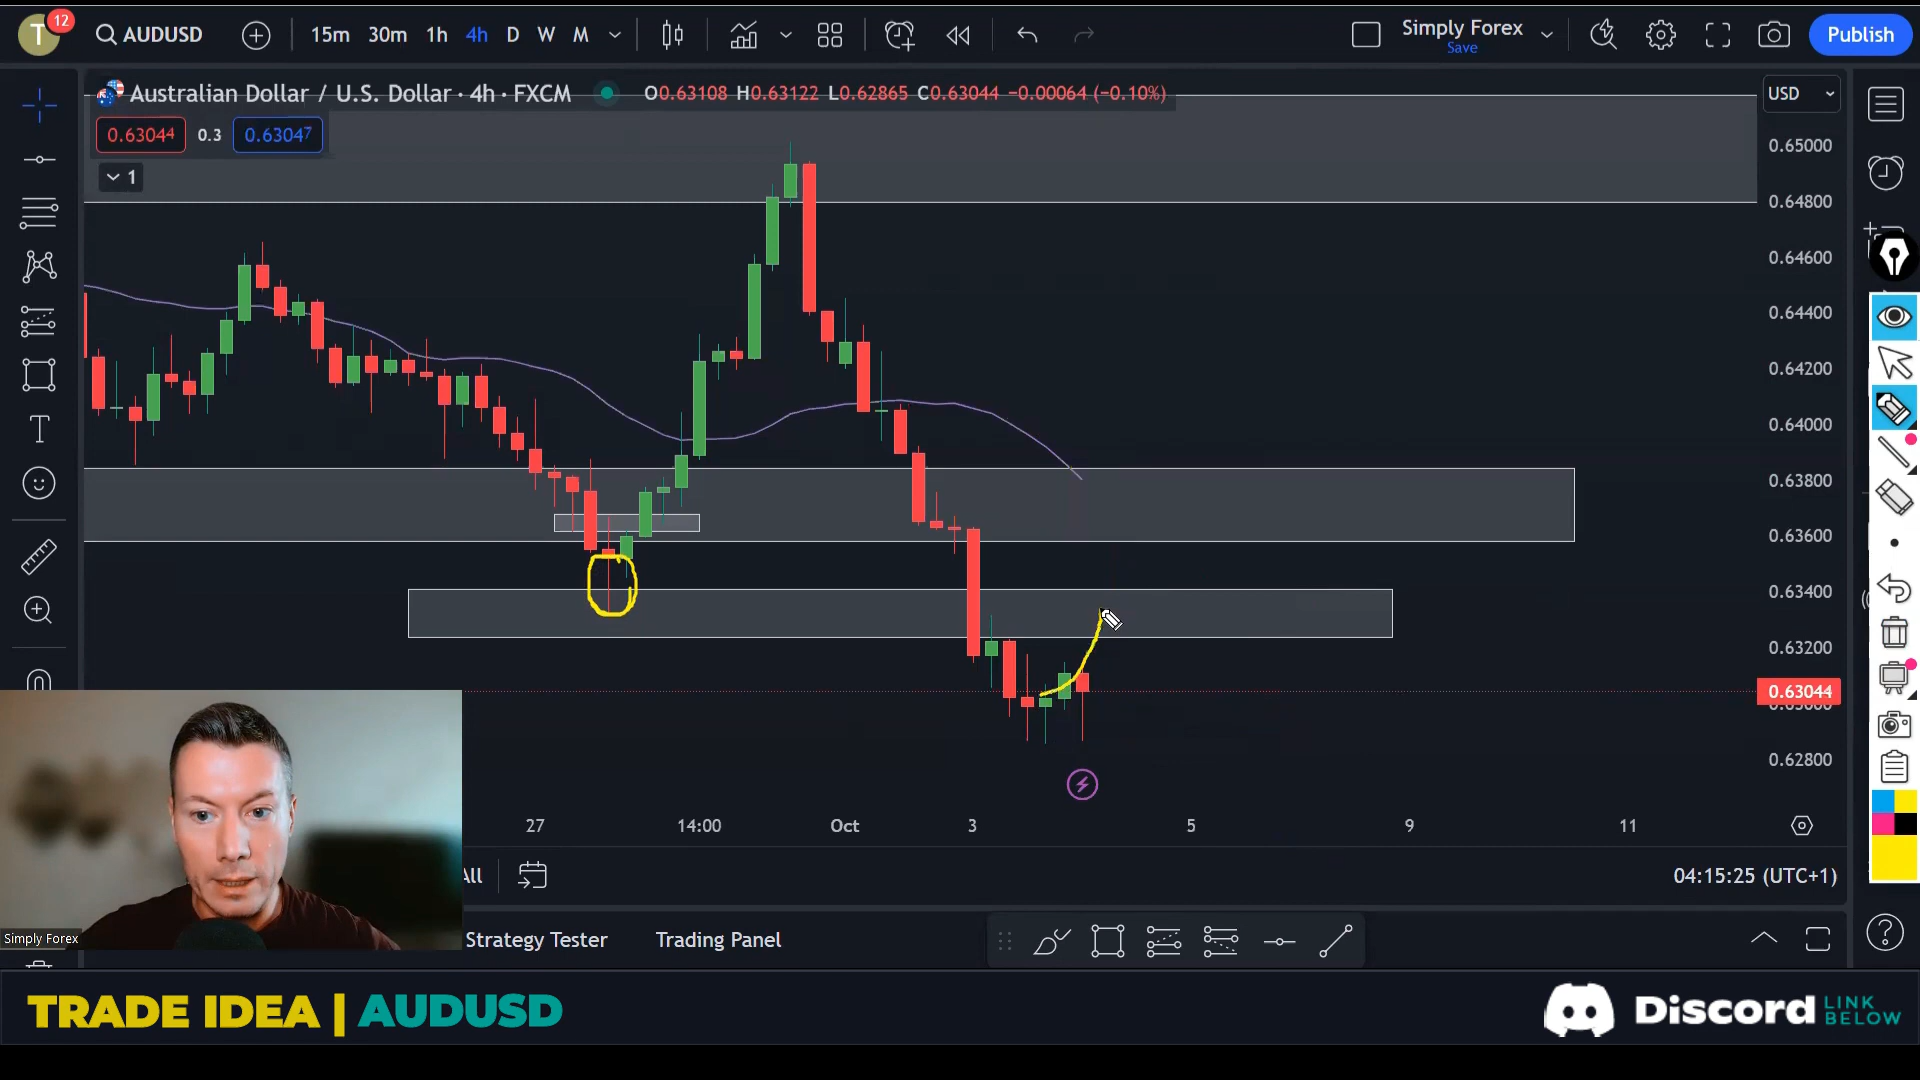 T
12
AUDUSD
15m 30m 1h 4h D W M
Simply Forex
Save
Publish
Australian Dollar / U.S. Dollar · 4h · FXCM
O0.63108 H0.63122 L0.62865 C0.63044 −0.00064 (−0.10%)
USD
0.63044 0.3 0.63047
1
0.65000
0.64800
0.64600
0.64400
0.64200
0.64000
0.63800
0.63600
0.63400
0.63200
0.63044
0.62800
27 14:00 Oct 3 5 9 11
All
04:15:25 (UTC+1)
Strategy Tester Trading Panel
Simply Forex
TRADE IDEA | AUDUSD
Discord LINK
BELOW